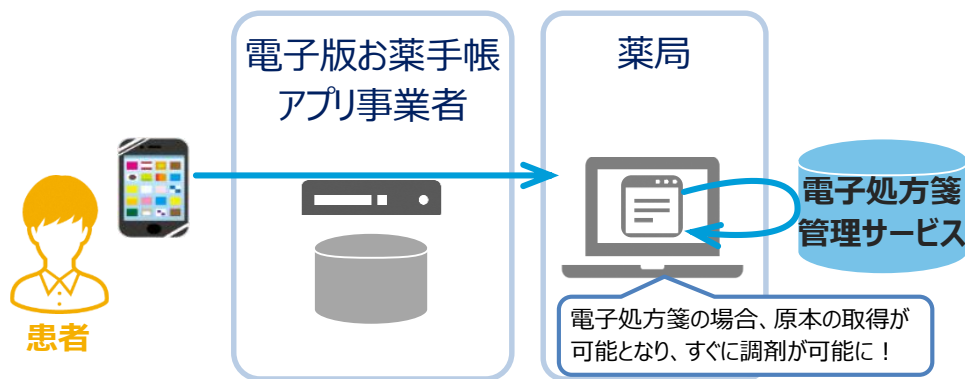 電子版お薬手帳
アプリ事業者
薬局
電子処方箋
管理サービス
患者
電子処方箋の場合、原本の取得が
可能となり、すぐに調剤が可能に！